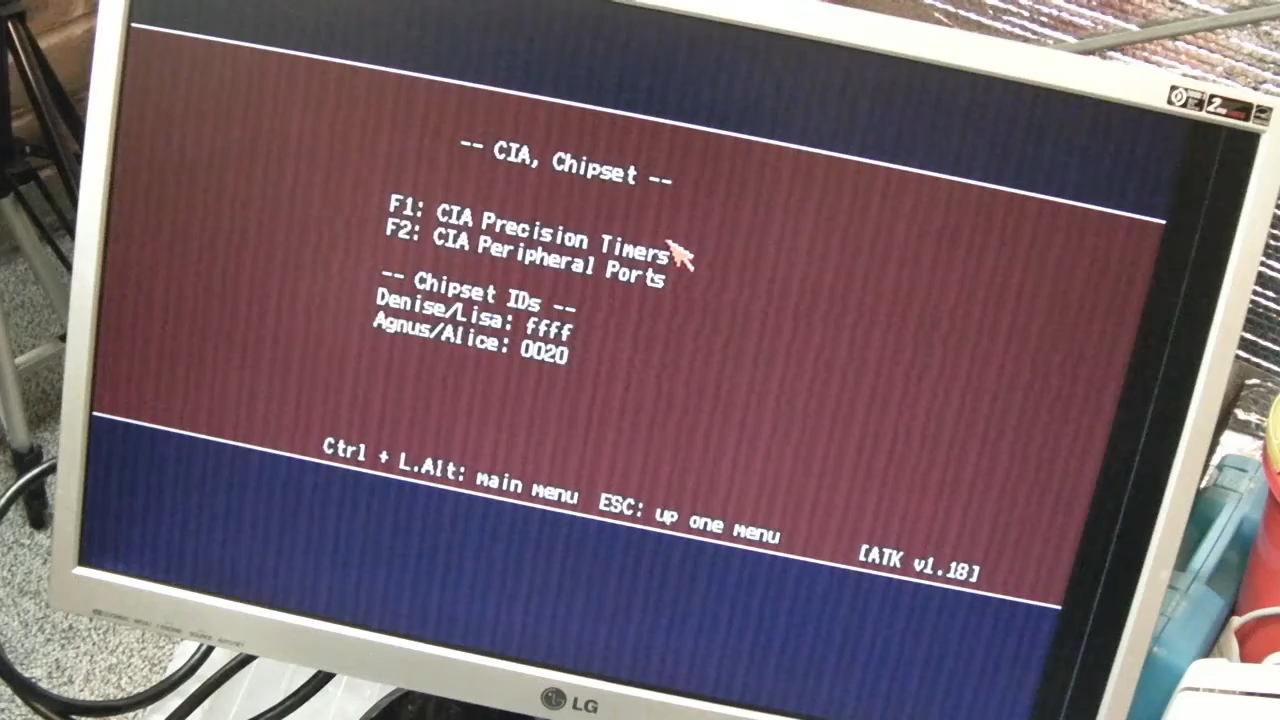 -- CIA, Chipset --
F1: CIA Precision Timers
F2: CIA Peripheral Ports
-- Chipset IDs --
Denise/Lisa: ffff
Agnus/Alice: 0020
Ctrl + L.Alt: main menu  ESC: up one menu
[ATK v1.18]
LG